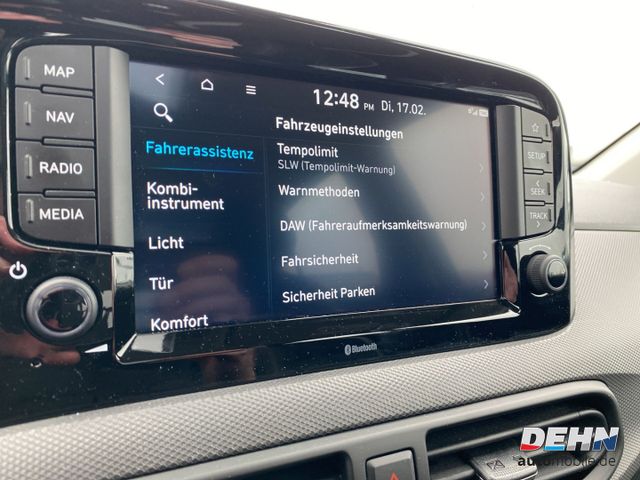 MAP
NAV
RADIO
MEDIA
12:48 PM Di, 17.02.
Fahrzeugeinstellungen
Fahrerassistenz
Kombi-
instrument
Licht
Tür
Komfort
Tempolimit
SLW (Tempolimit-Warnung)
Warnmethoden
DAW (Fahreraufmerksamkeitswarnung)
Fahrsicherheit
Sicherheit Parken
SETUP
SEEK
TRACK
Bluetooth
DEHN
automobile.de